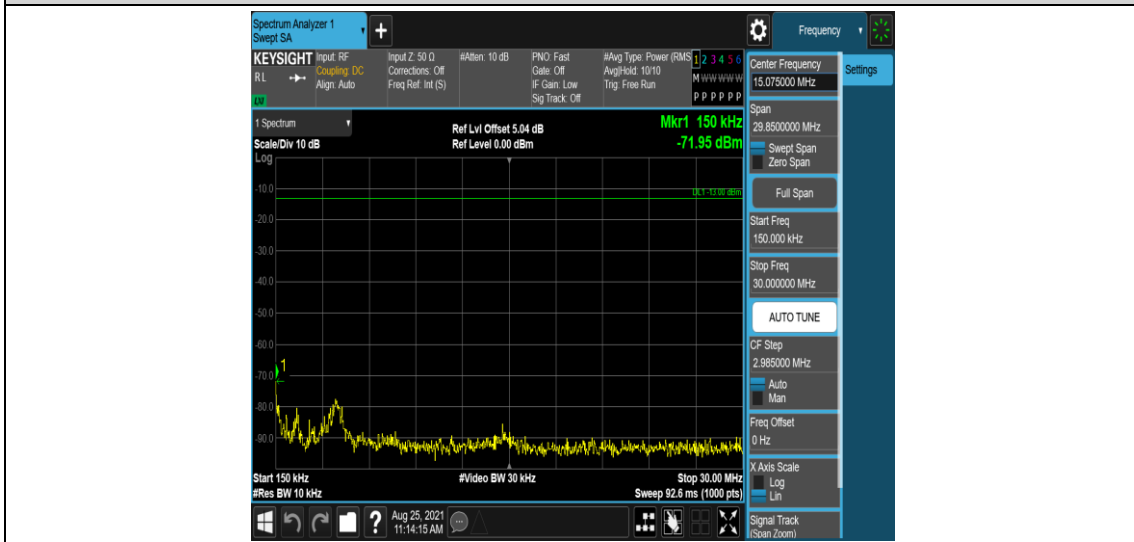 Spectrum Analyzer 1
Swept SA
+
Frequency
KEYSIGHT
RL
LXI
Input: RF
Coupling: DC
Align: Auto
Input Z: 50 Ω
Corrections: Off
Freq Ref: Int (S)
#Atten: 10 dB
PNO: Fast
Gate: Off
IF Gain: Low
Sig Track: Off
#Avg Type: Power (RMS
Avg|Hold: 10/10
Trig: Free Run
1 2 3 4 5 6
M W W W W W
P P P P P P
1 Spectrum
Scale/Div 10 dB
Log
Ref Lvl Offset 5.04 dB
Ref Level 0.00 dBm
Mkr1 150 kHz
-71.95 dBm
DL1 -13.00 dBm
-10.0
-20.0
-30.0
-40.0
-50.0
-60.0
1
-70.0
-80.0
-90.0
Start 150 kHz
#Video BW 30 kHz
Stop 30.00 MHz
#Res BW 10 kHz
Sweep 92.6 ms (1000 pts)
?
Aug 25, 2021
11:14:15 AM
Center Frequency
15.075000 MHz
Settings
Span
29.8500000 MHz
Swept Span
Zero Span
Full Span
Start Freq
150.000 kHz
Stop Freq
30.000000 MHz
AUTO TUNE
CF Step
2.985000 MHz
Auto
Man
Freq Offset
0 Hz
X Axis Scale
Log
Lin
Signal Track
(Span Zoom)